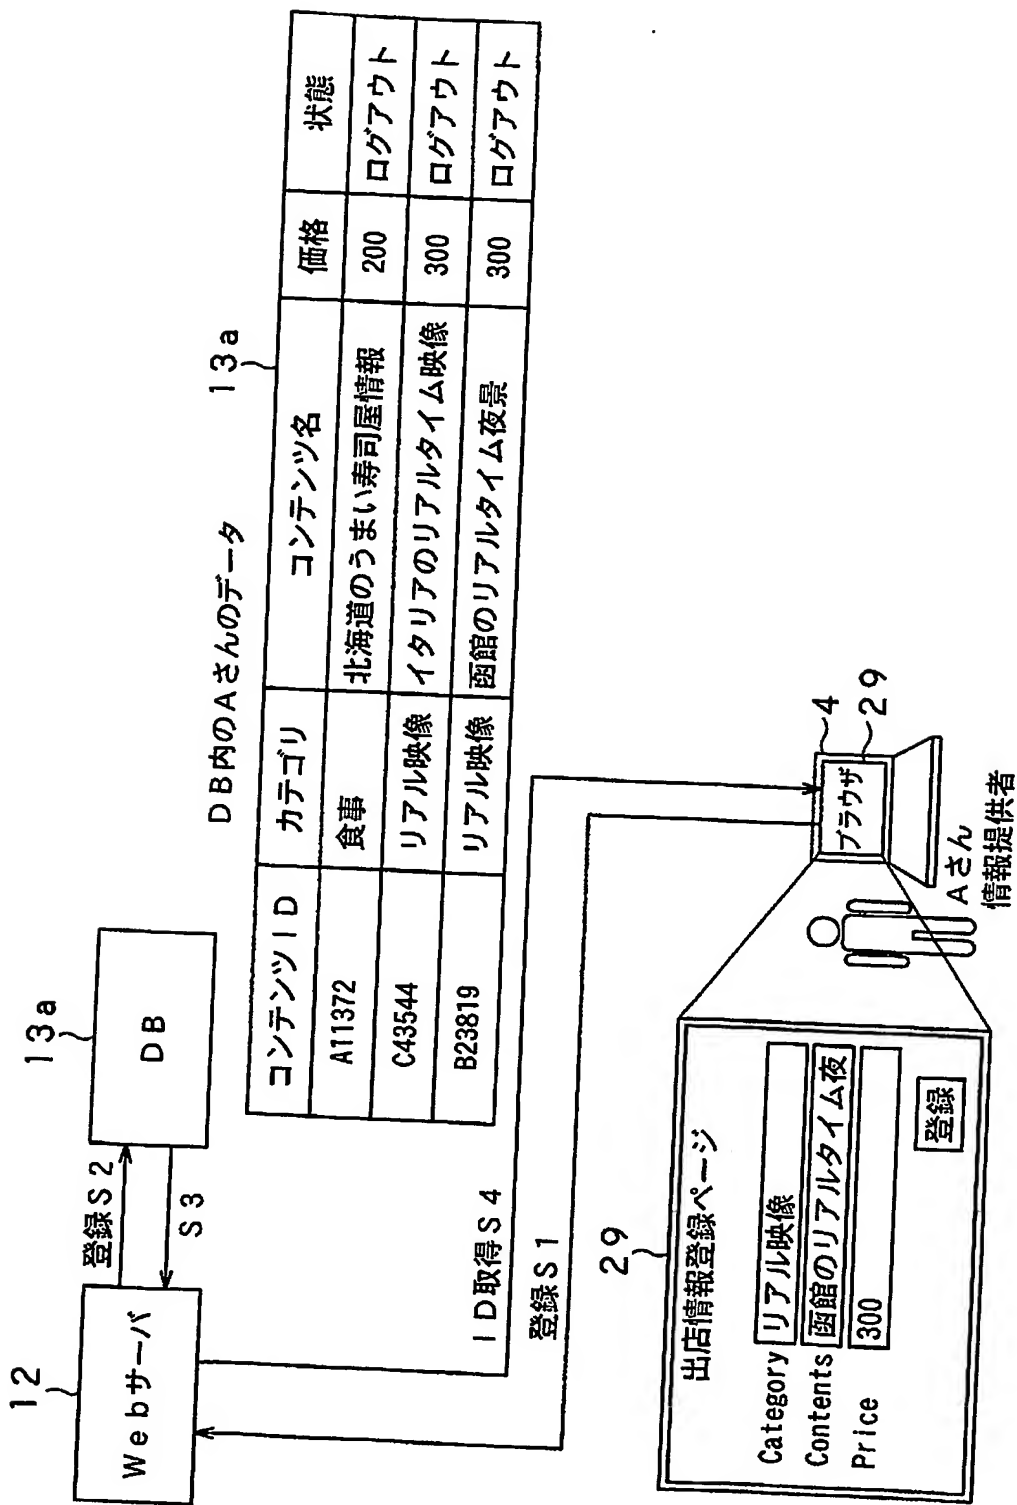 12
Webサーバ
登録S2
S3
13a
DB
DB内のAさんのデータ
13a
コンテンツID カテゴリ コンテンツ名 価格 状態
A11372 食事 北海道のうまい寿司屋情報 200 ログアウト
C43544 リアル映像 イタリアのリアルタイム映像 300 ログアウト
B23819 リアル映像 函館のリアルタイム夜景 300 ログアウト
ID取得S4
登録S1
29
出店情報登録ページ
Category リアル映像
Contents 函館のリアルタイム夜
Price 300
登録
ブラウザ
4
29
Aさん
情報提供者